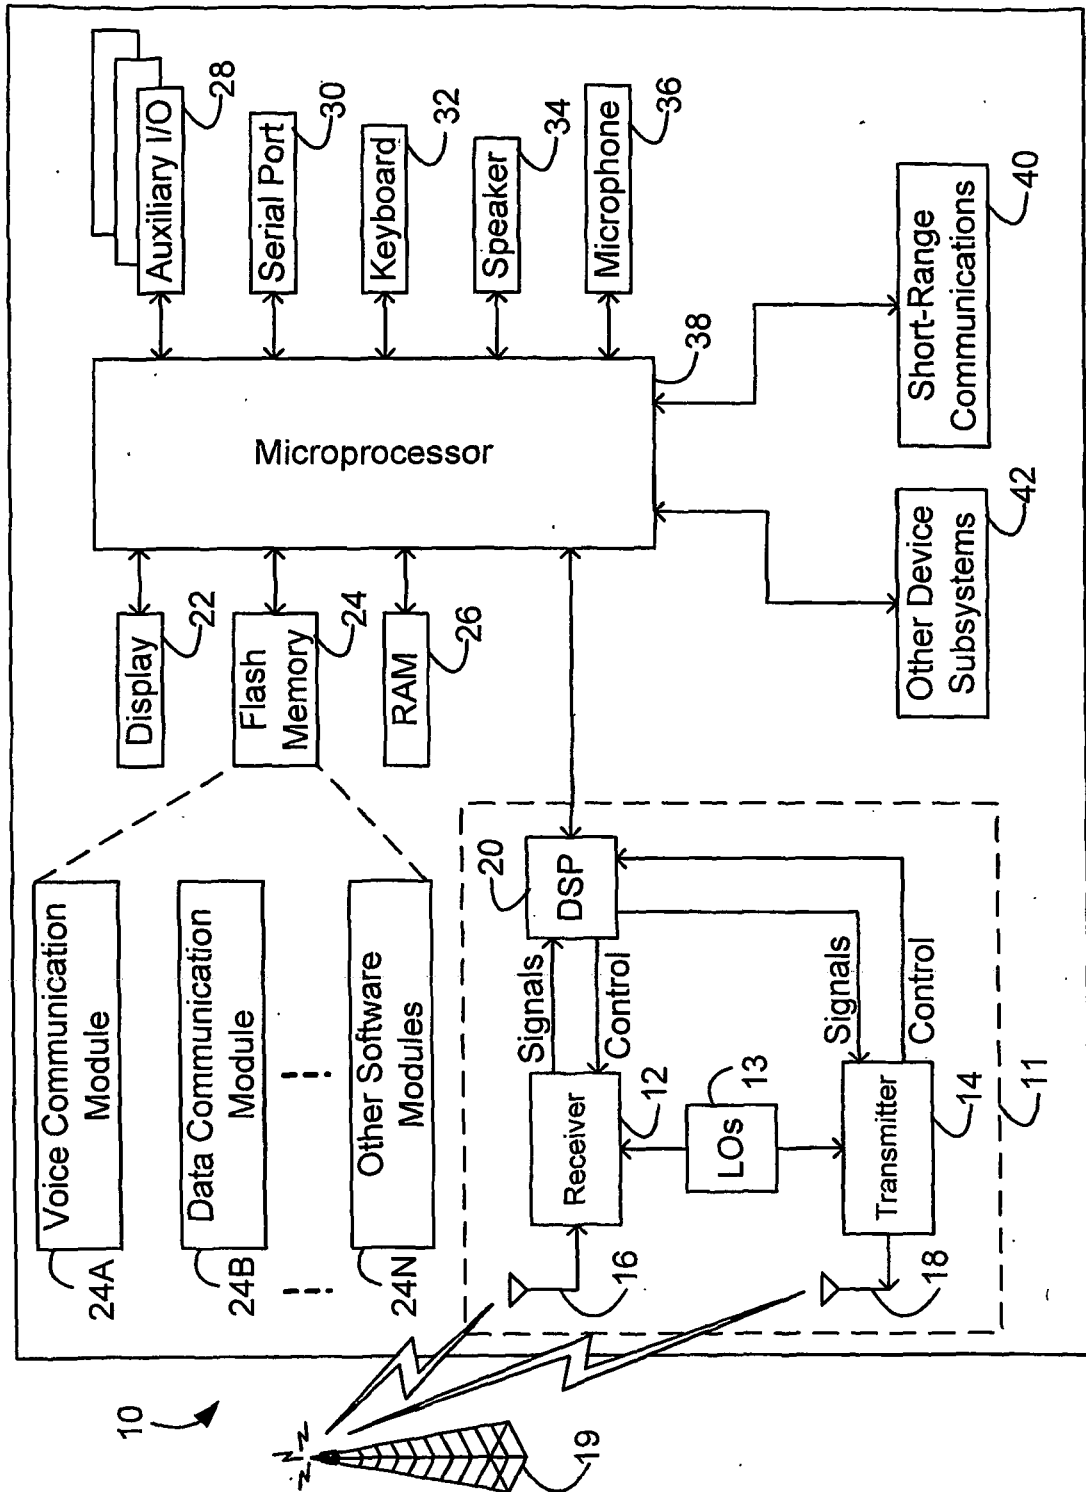 10
19
Voice Communication
Module
24A
Data Communication
Module
24B
Other Software
Modules
24N
Display
22
Flash
Memory
24
RAM
26
Microprocessor
38
Auxiliary I/O
28
Serial Port
30
Keyboard
32
Speaker
34
Microphone
36
16
Receiver
12
Signals
Control
DSP
20
LOs
13
18
Transmitter
14
Signals
Control
11
Other Device
Subsystems
42
Short-Range
Communications
40